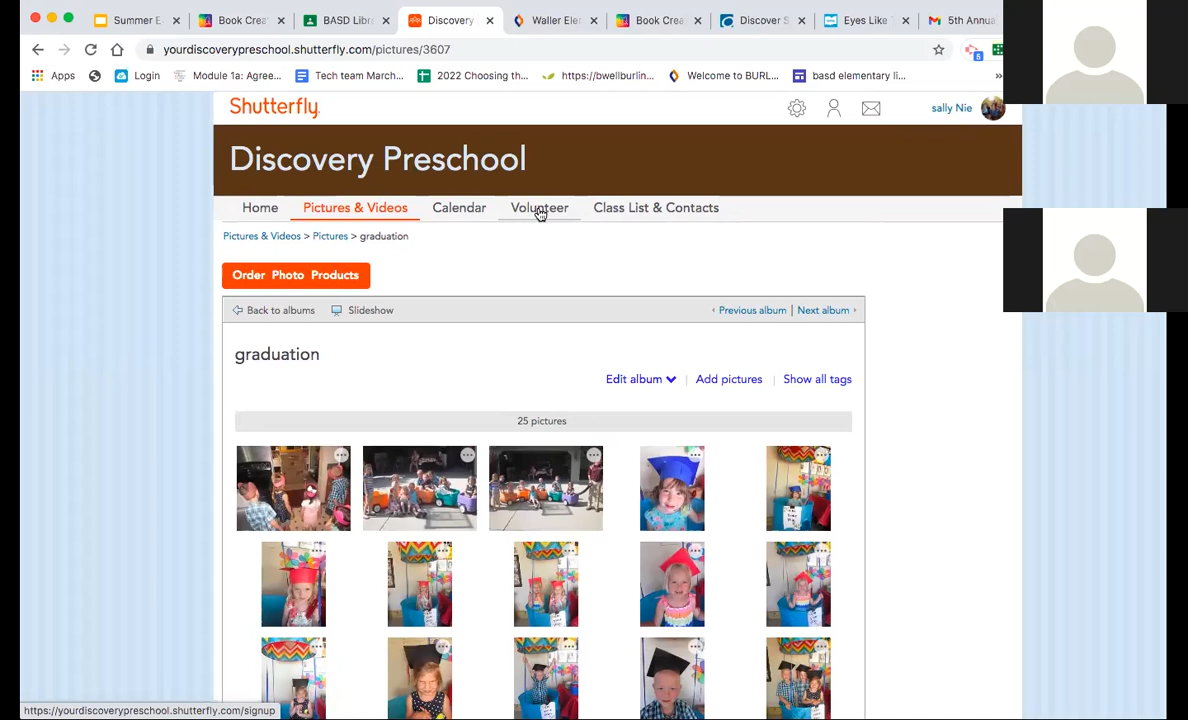 Summer E
Book Crea
BASD Libr
Discovery
Waller Ele
Book Crea
Discover S
Eyes Like T
5th Annua
yourdiscoverypreschool.shutterfly.com/pictures/3607
5
Apps
Login
Module 1a: Agree...
Tech team March...
2022 Choosing th...
https://bwellburlin...
Welcome to BURL...
basd elementary li...
»
Shutterfly.
sally Nie
Discovery Preschool
Home
Pictures & Videos
Calendar
Volunteer
Class List & Contacts
Pictures & Videos > Pictures > graduation
Order Photo Products
Back to albums
Slideshow
Previous album | Next album
graduation
Edit album | Add pictures | Show all tags
25 pictures
https://yourdiscoverypreschool.shutterfly.com/signup